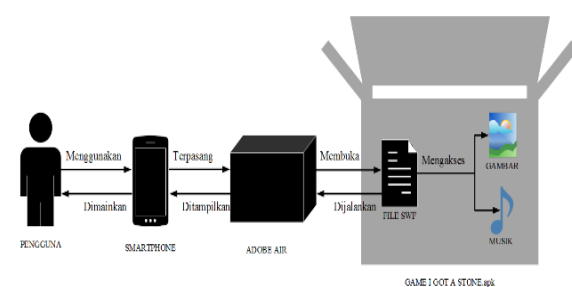 Menggunakan
Terpasang
Membuka
Mengakses
GAMBAR
Dimainkan
Ditampilkan
Dijalankan
FILE SWF
MUSIK
PENGGUNA
SMARTPHONE
ADOBE AIR
GAME I GOT A STONE.apk